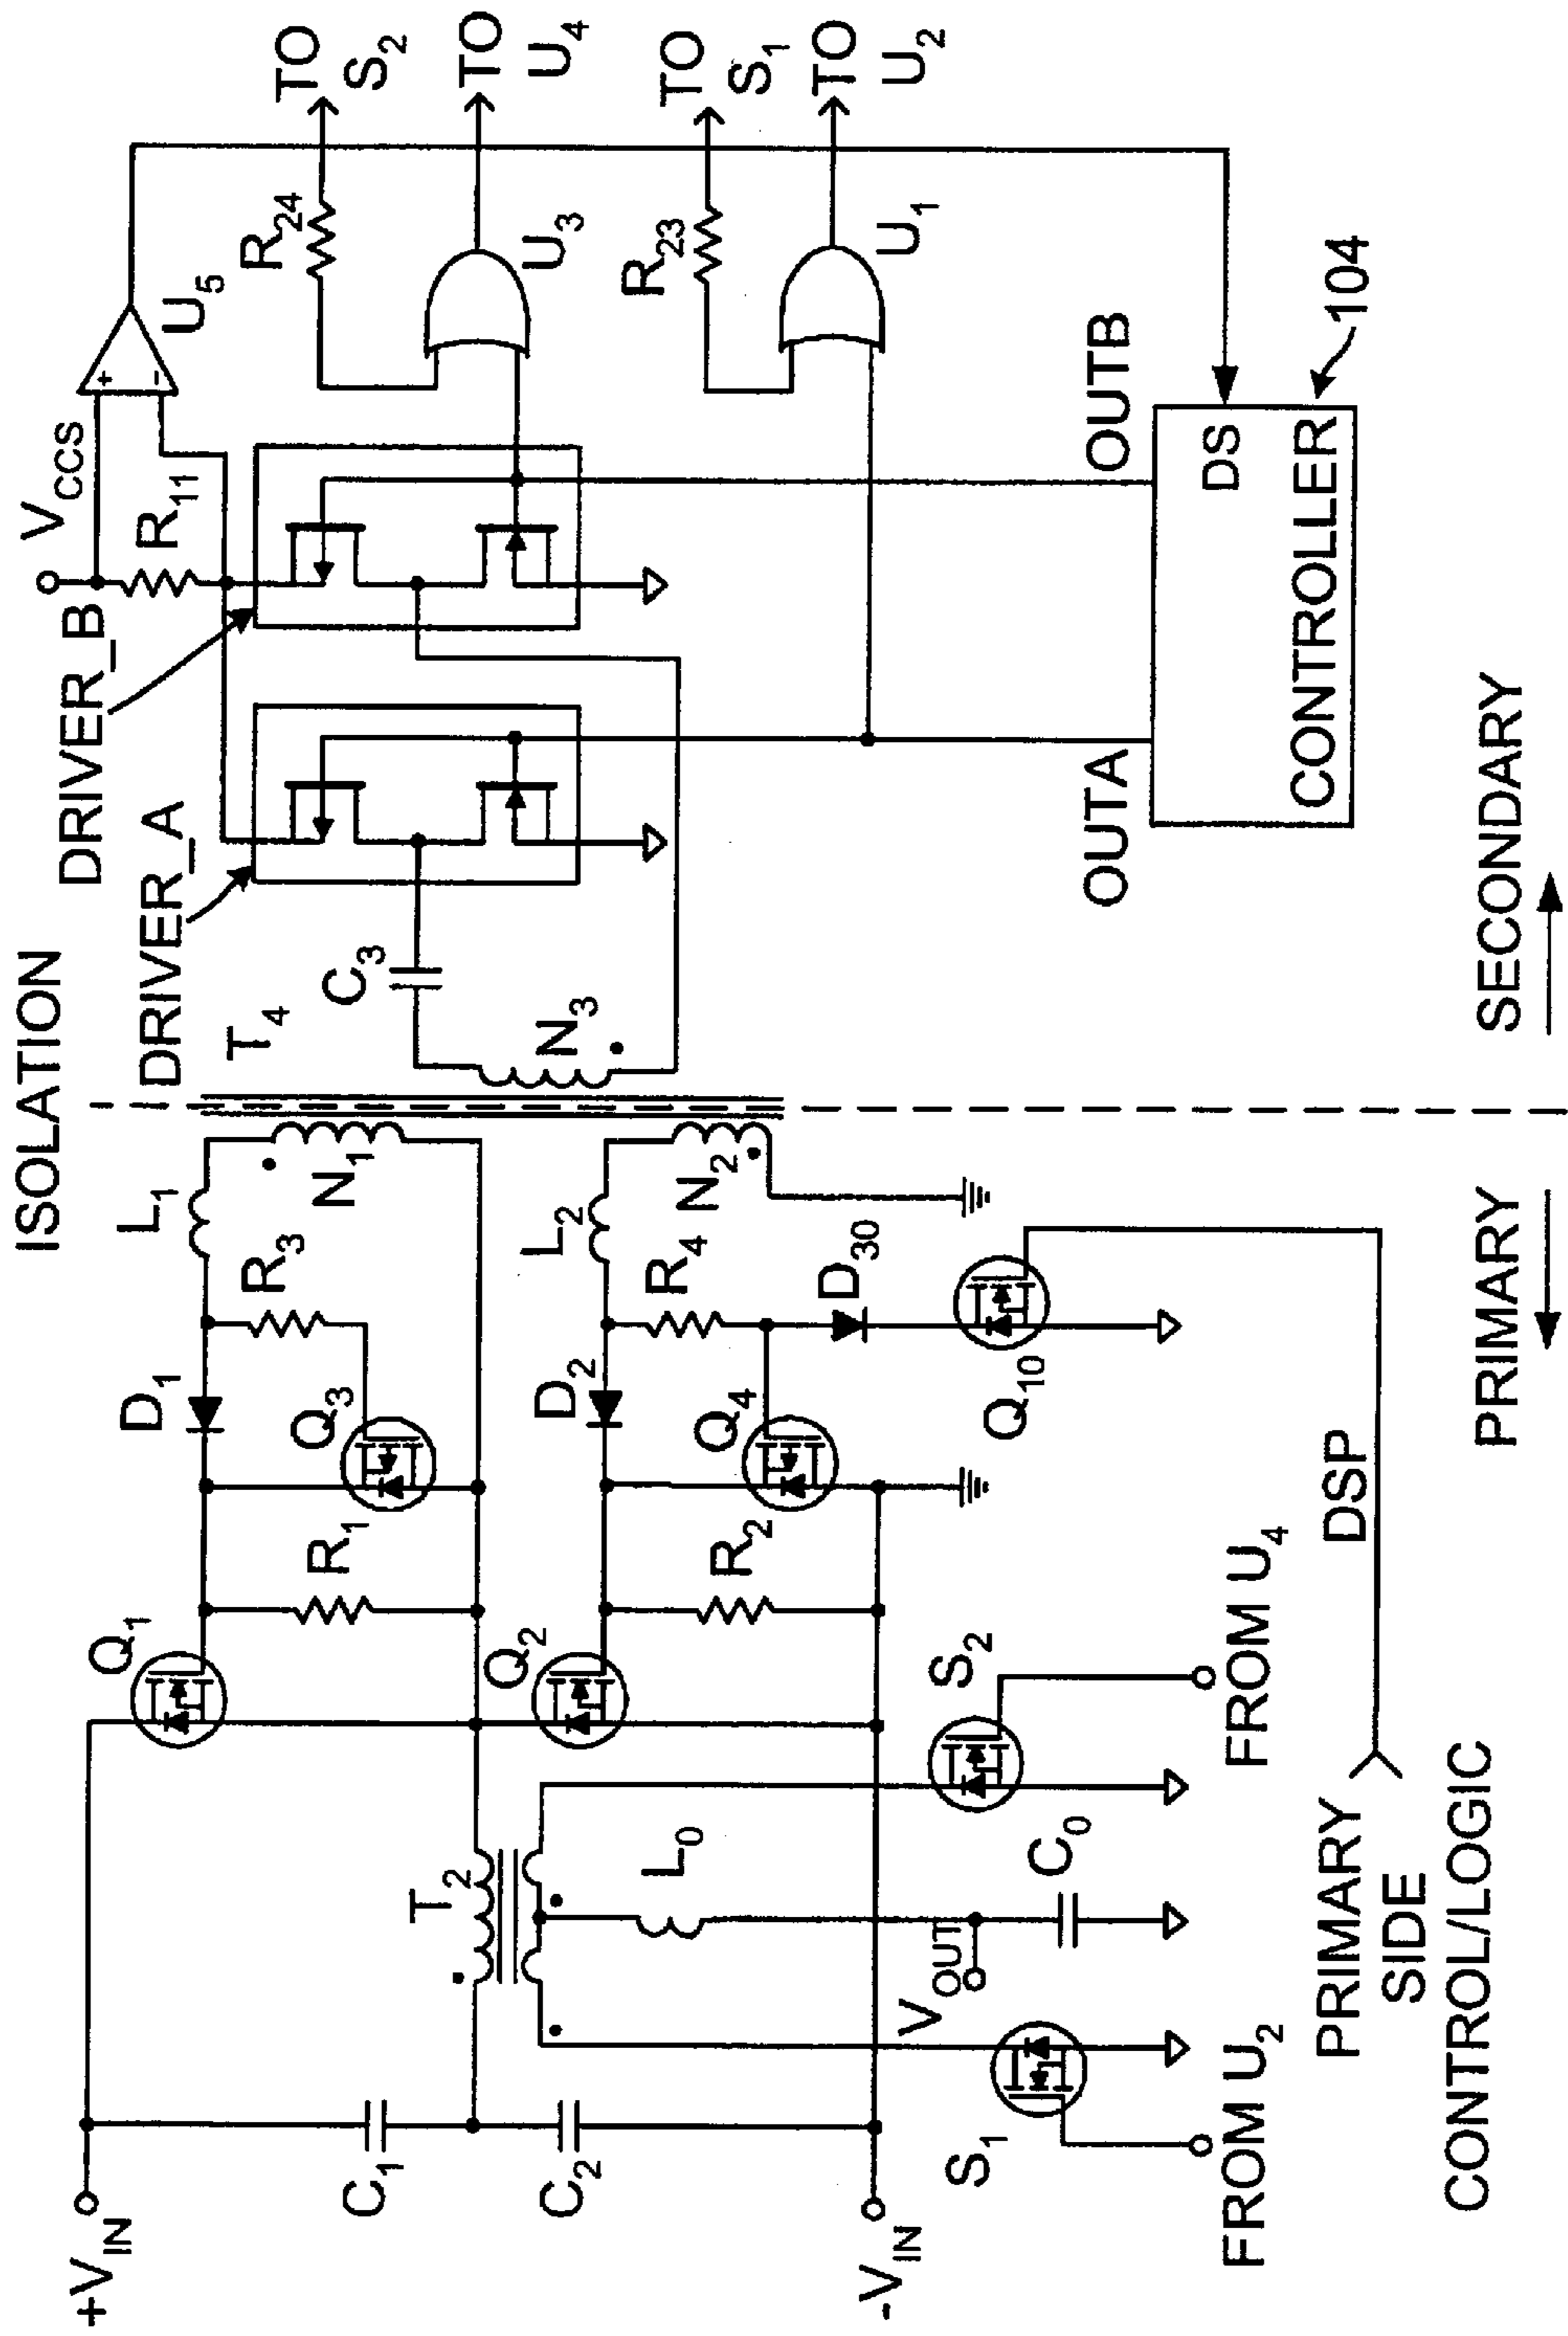 ISOLATION
+V_IN
-V_IN
C_1
C_2
Q_1
R_1
D_1
Q_3
R_3
L_1
N_1
T_4
Q_2
R_2
D_2
Q_4
R_4
L_2
N_2
D_30
Q_10
T_2
L_0
V_OUT
C_0
S_1
FROM U_2
S_2
FROM U_4
PRIMARY
SIDE
CONTROL/LOGIC
DSP
PRIMARY
SECONDARY
N_3
C_3
DRIVER_A
DRIVER_B
V_CCS
R_11
+
-
U_5
R_24
TO
S_2
U_3
TO
U_4
R_23
TO
S_1
U_1
TO
U_2
OUTA
OUTB
DS
CONTROLLER
104